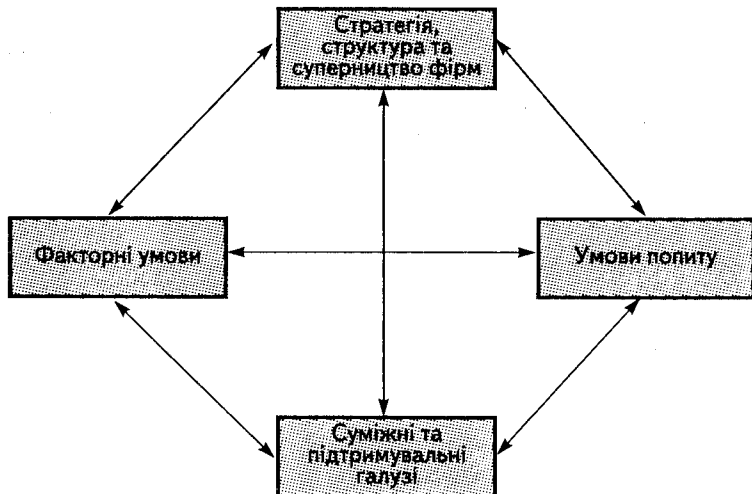 Стратегія,
структура та
суперництво фірм
Факторні умови
Умови попиту
Суміжні та
підтримувальні
галузі